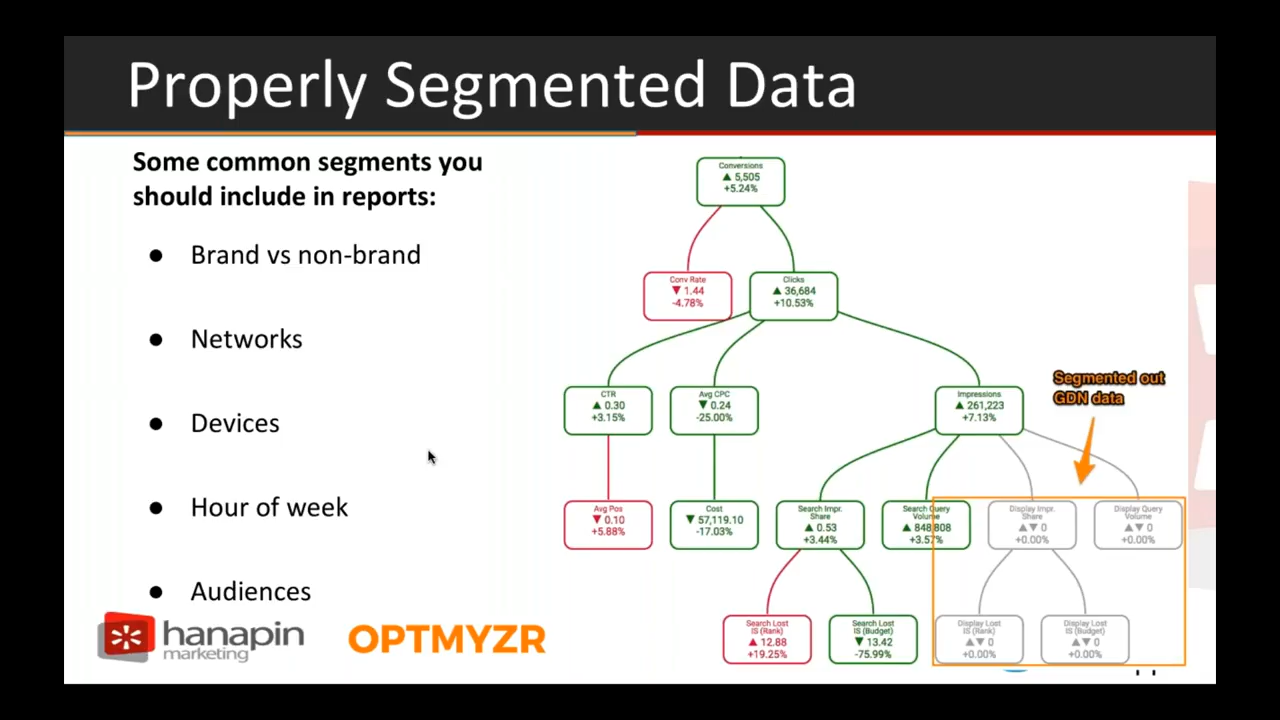 Properly Segmented Data
Some common segments you
should include in reports:
● Brand vs non-brand
● Networks
● Devices
● Hour of week
● Audiences
hanapin
marketing
OPTMYZR
Conversions
▲ 5,505
+5.24%
Conv Rate
▼ 1.44
-4.78%
Clicks
▲ 36,684
+10.53%
CTR
▲ 0.30
+3.15%
Avg CPC
▼ 0.24
-25.00%
Impressions
▲ 261,223
+7.13%
Segmented out
GDN data
Avg Pos
▼ 0.10
+5.88%
Cost
▼ 57,119.10
-17.03%
Search Impr.
Share
▲ 0.53
+3.44%
Search Query
Volume
▲ 848,808
+3.57%
Display Impr.
Share
▲▼ 0
+0.00%
Display Query
Volume
▲▼ 0
+0.00%
Search Lost
IS (Rank)
▲ 12.88
+19.25%
Search Lost
IS (Budget)
▼ 13.42
-75.99%
Display Lost
IS (Rank)
▲▼ 0
+0.00%
Display Lost
IS (Budget)
▲▼ 0
+0.00%